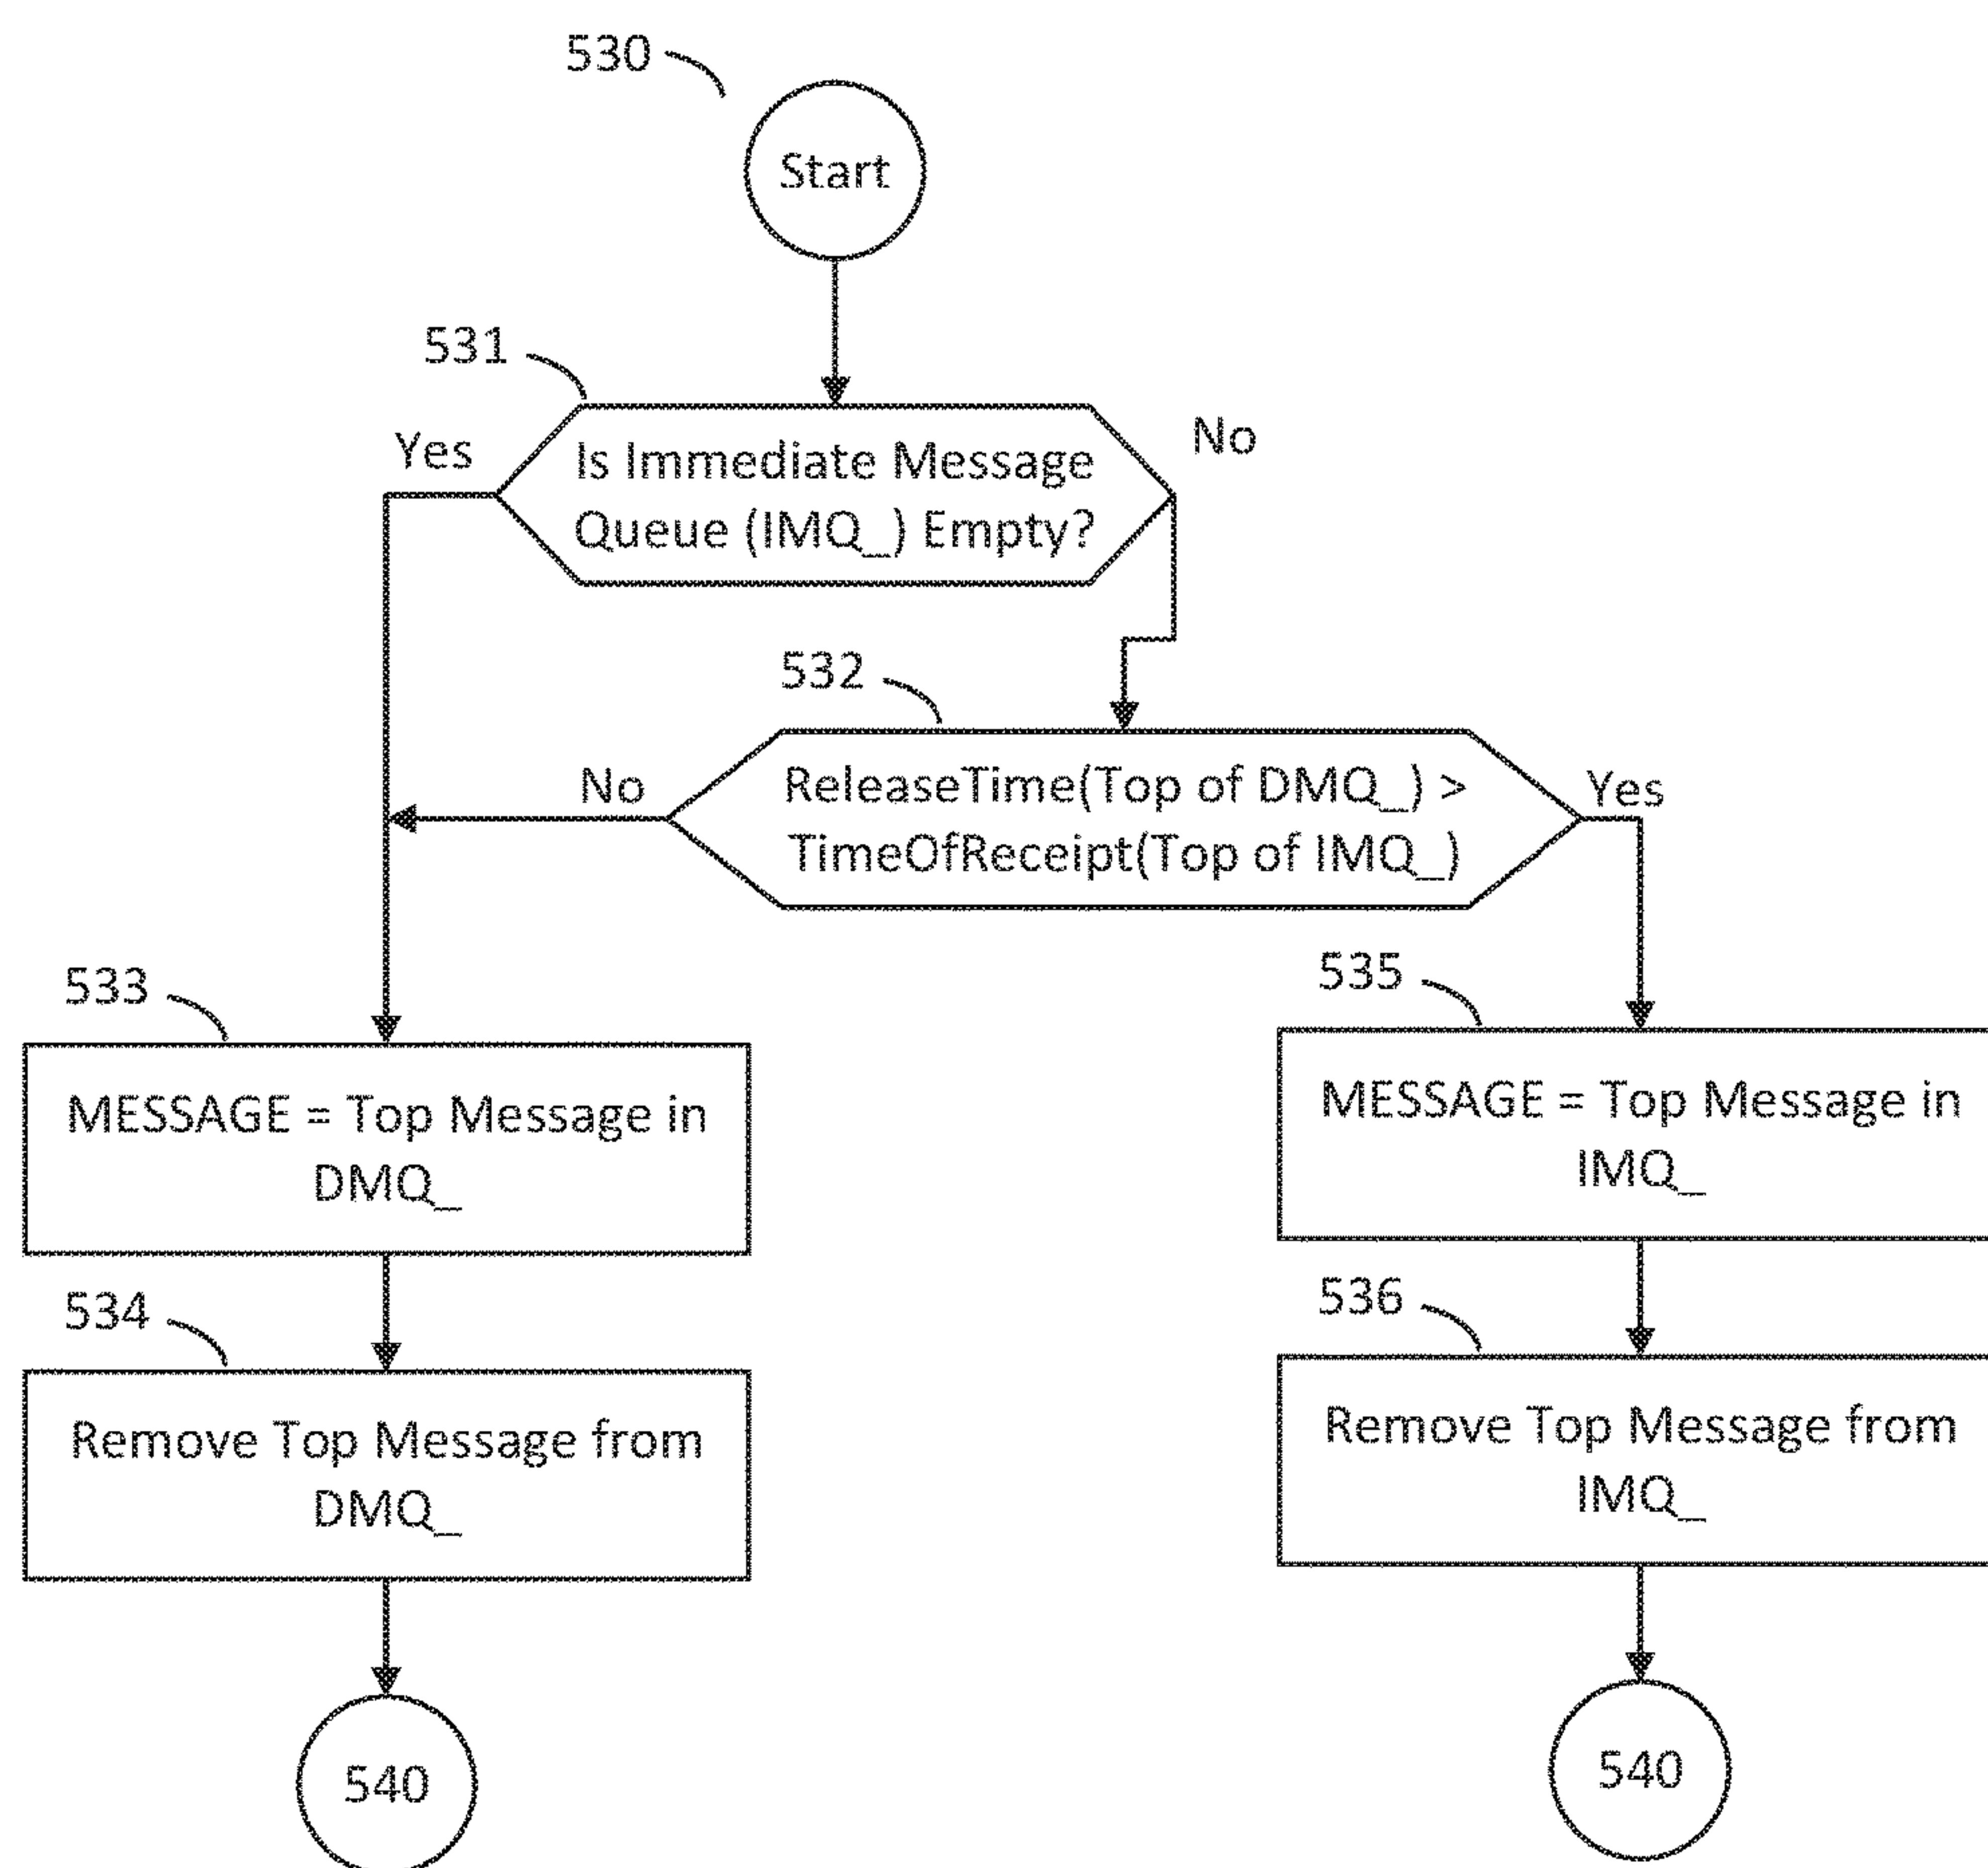 530
Start
531
Yes
No
Is Immediate Message
Queue (IMQ_) Empty?
532
No
ReleaseTime(Top of DMQ_) >
TimeOfReceipt(Top of IMQ_)
Yes
533
535
MESSAGE = Top Message in
DMQ_
MESSAGE = Top Message in
IMQ_
534
536
Remove Top Message from
DMQ_
Remove Top Message from
IMQ_
540
540